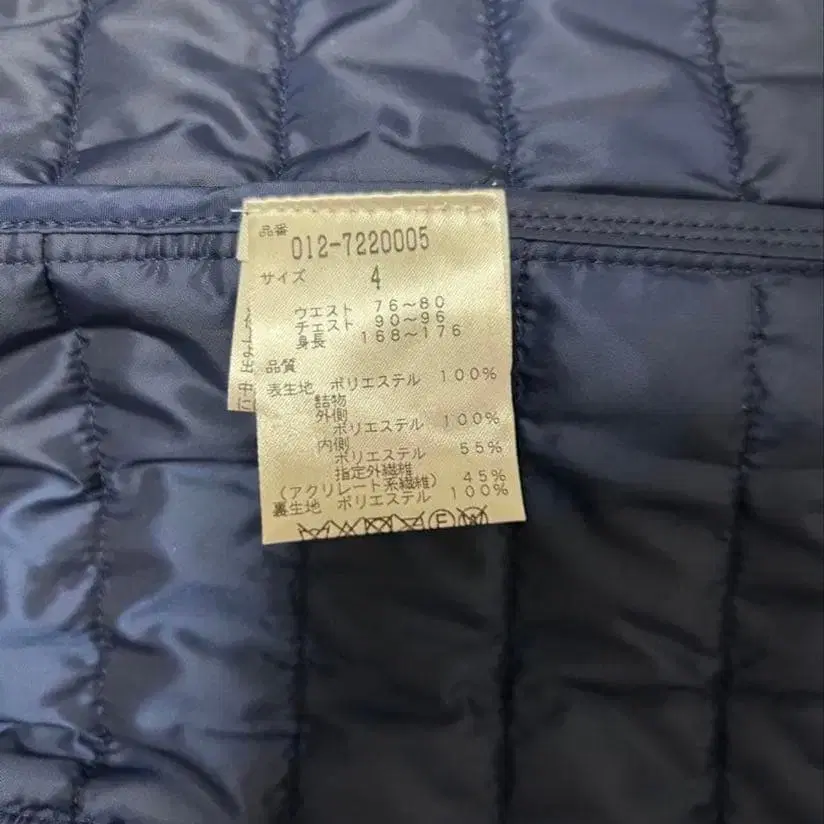 品番
012-7220005
サイズ 4
ウエスト 76～80
チェスト 90～96
身長 168～176
品質
表生地 ポリエステル 100%
詰物
外側
ポリエステル 100%
内側
ポリエステル 55%
指定外繊維
（アクリレート系繊維） 45%
裏生地 ポリエステル 100%
F W